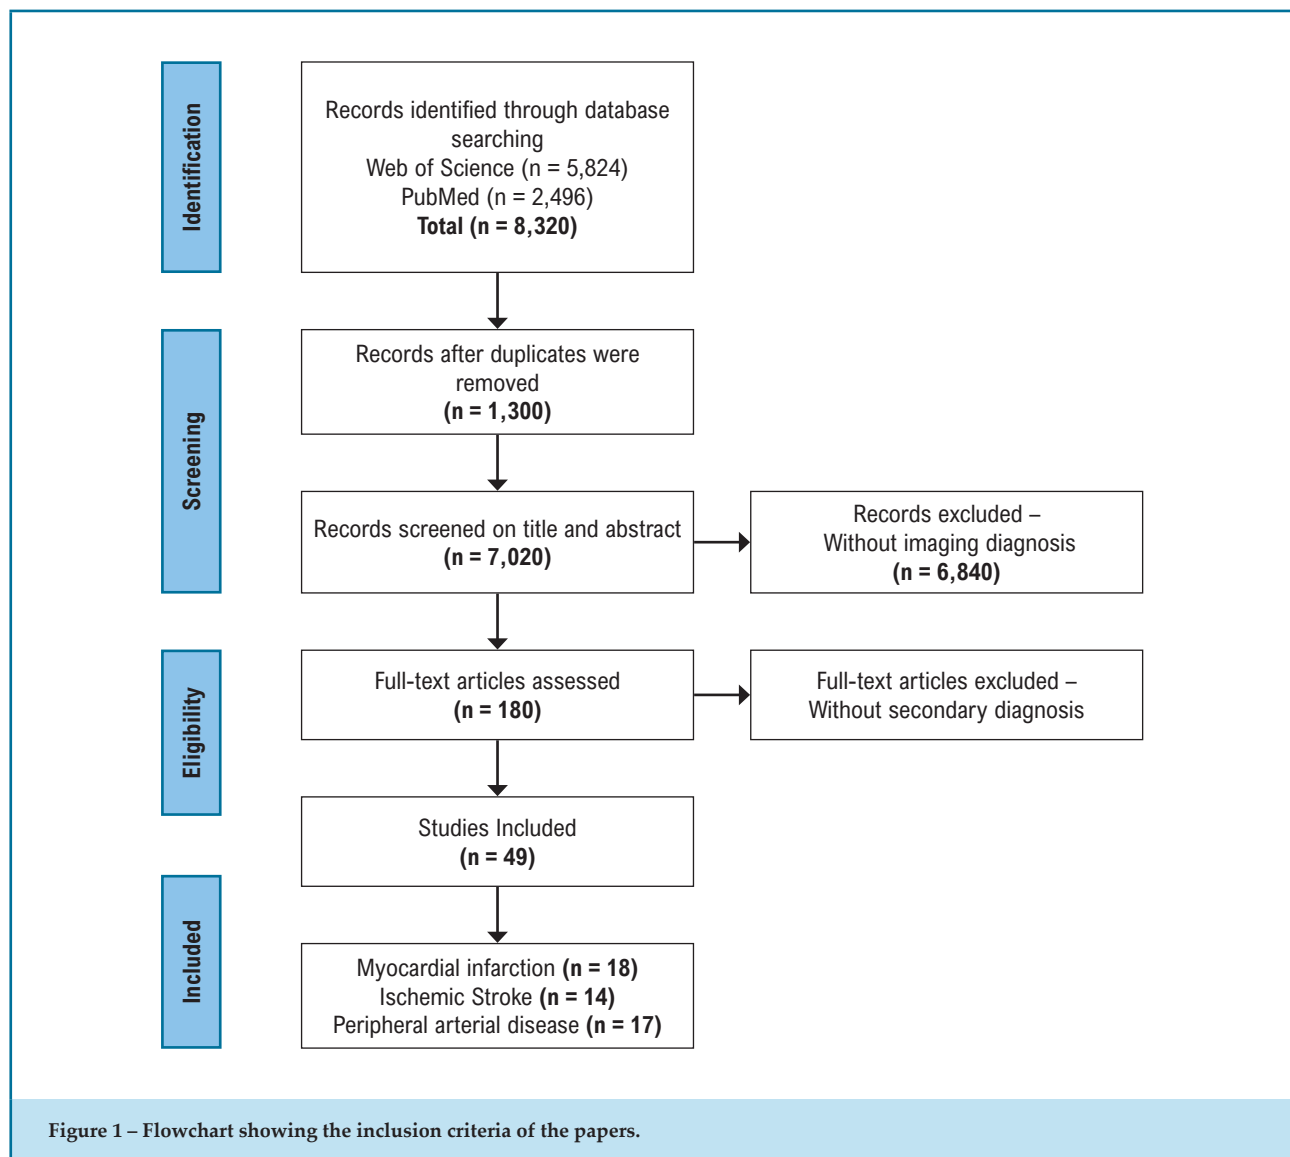 Identification
Records identified through database
searching
Web of Science (n = 5,824)
PubMed (n = 2,496)
Total (n = 8,320)
Screening
Records after duplicates were
removed
(n = 1,300)
Records screened on title and abstract
(n = 7,020)
Records excluded –
Without imaging diagnosis
(n = 6,840)
Eligibility
Full-text articles assessed
(n = 180)
Full-text articles excluded –
Without secondary diagnosis
Studies Included
(n = 49)
Included
Myocardial infarction (n = 18)
Ischemic Stroke (n = 14)
Peripheral arterial disease (n = 17)
Figure 1 – Flowchart showing the inclusion criteria of the papers.